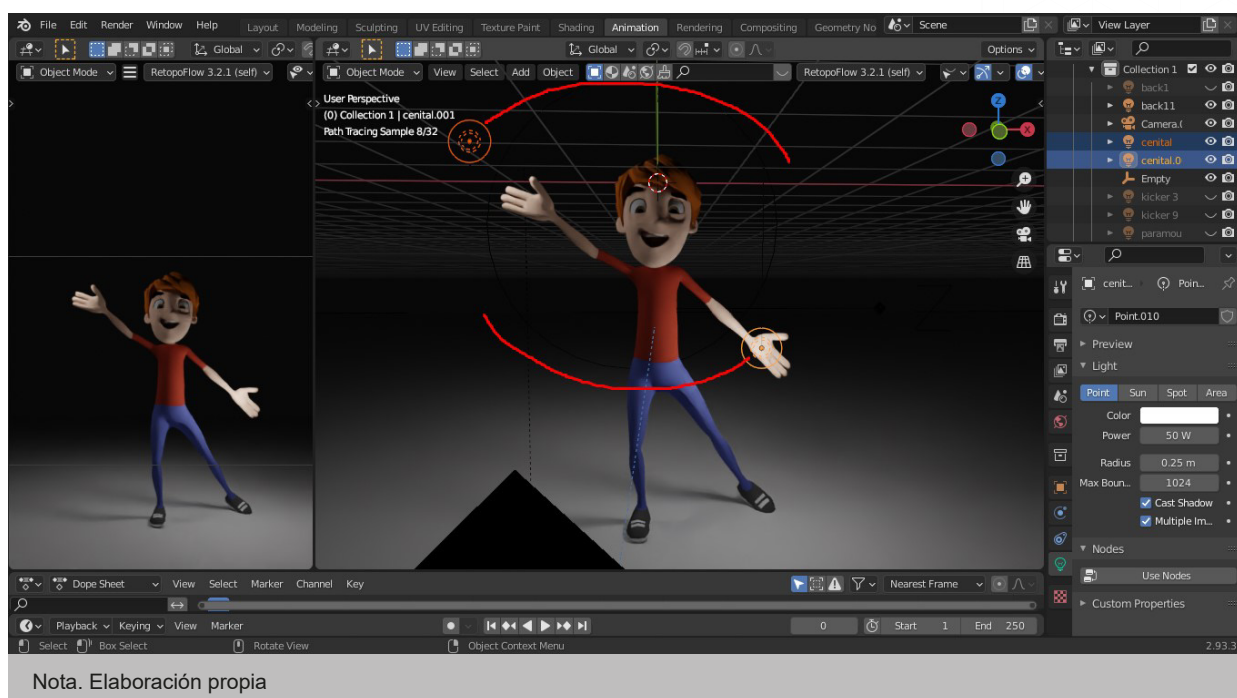 File Edit Render Window Help Layout Modeling Sculpting UV Editing Texture Paint Shading Animation Rendering Compositing Geometry No Scene View Layer
Global Global Options
Object Mode RetopoFlow 3.2.1 (self) Object Mode View Select Add Object RetopoFlow 3.2.1 (self)
User Perspective
(0) Collection 1 | cenital.001
Path Tracing Sample 8/32
Z
X
Collection 1
back1
back11
Camera.(
cenital
cenital.0
Empty
kicker 3
kicker 9
paramou
cenit... Poin...
Point.010
Preview
Light
Point Sun Spot Area
Color
Power 50 W
Radius 0.25 m
Max Boun... 1024
Cast Shadow
Multiple Im...
Nodes
Use Nodes
Custom Properties
Dope Sheet View Select Marker Channel Key Nearest Frame
Playback Keying View Marker 0 Start 1 End 250
Select Box Select Rotate View Object Context Menu 2.93.3
Nota. Elaboración propia